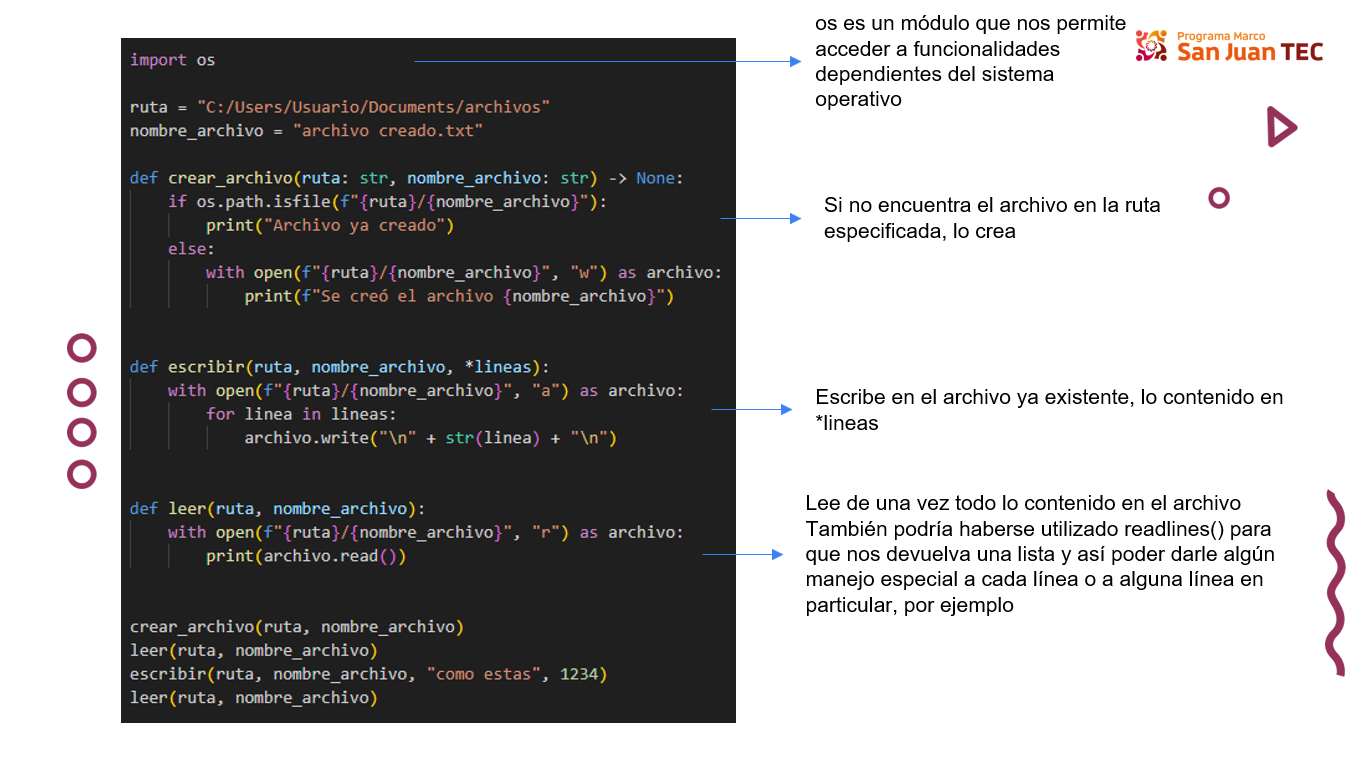 os es un módulo que nos permite
acceder a funcionalidades
dependientes del sistema
operativo
Programa Marco
San Juan TEC
import os
ruta = "C:/Users/Usuario/Documents/archivos"
nombre_archivo = "archivo creado.txt"
def crear_archivo(ruta: str, nombre_archivo: str) -> None:
    if os.path.isfile(f"{ruta}/{nombre_archivo}"):
        print("Archivo ya creado")
    else:
        with open(f"{ruta}/{nombre_archivo}", "w") as archivo:
            print(f"Se creó el archivo {nombre_archivo}")
Si no encuentra el archivo en la ruta
especificada, lo crea
def escribir(ruta, nombre_archivo, *lineas):
    with open(f"{ruta}/{nombre_archivo}", "a") as archivo:
        for linea in lineas:
            archivo.write("\n" + str(linea) + "\n")
Escribe en el archivo ya existente, lo contenido en
*lineas
def leer(ruta, nombre_archivo):
    with open(f"{ruta}/{nombre_archivo}", "r") as archivo:
        print(archivo.read())
Lee de una vez todo lo contenido en el archivo
También podría haberse utilizado readlines() para
que nos devuelva una lista y así poder darle algún
manejo especial a cada línea o a alguna línea en
particular, por ejemplo
crear_archivo(ruta, nombre_archivo)
leer(ruta, nombre_archivo)
escribir(ruta, nombre_archivo, "como estas", 1234)
leer(ruta, nombre_archivo)